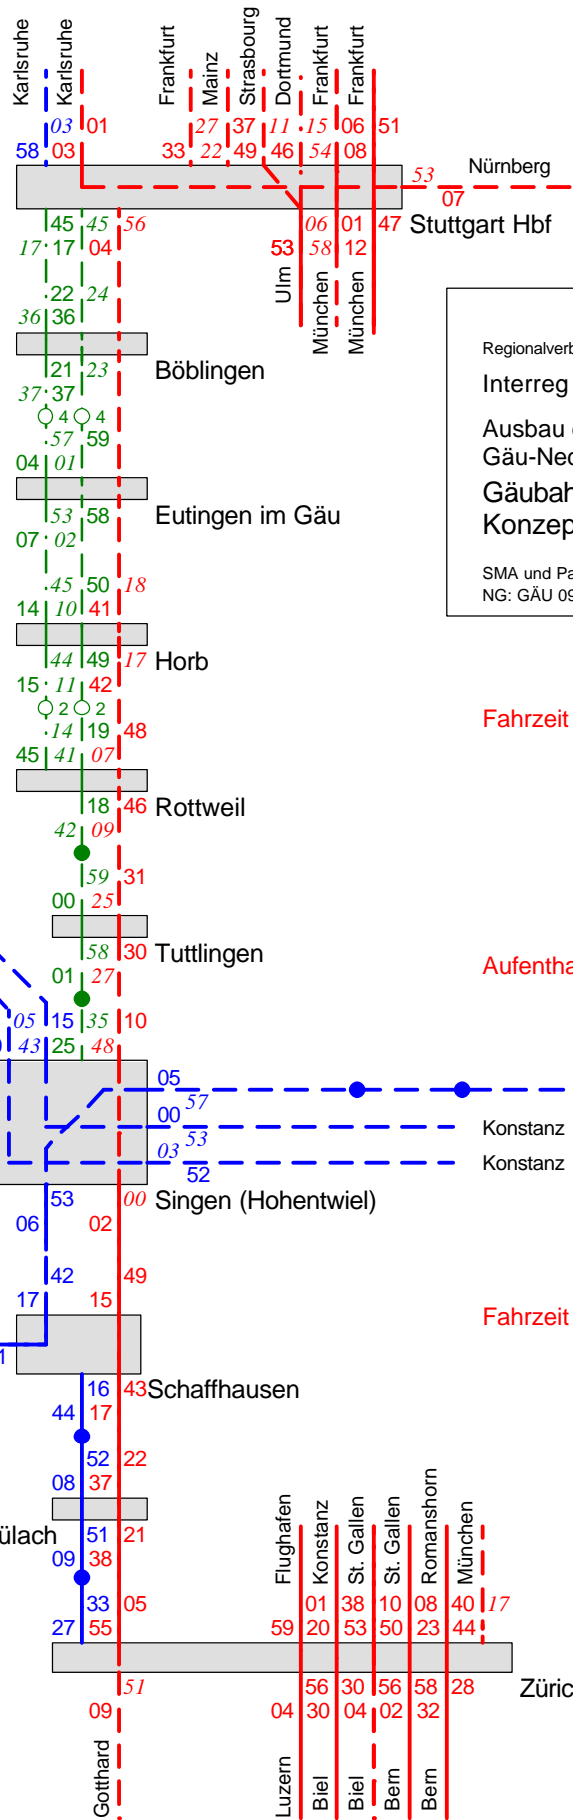 Karlsruhe Karlsruhe Frankfurt Mainz Strasbourg Dortmund Frankfurt Frankfurt
03 01 27 37 11 15 06 51
58 03 33 22 49 46 54 08
53 Nürnberg
07
45 45 56 06 01 47 Stuttgart Hbf
17 17 04 53 58 12
Ulm München München
22 24
36 36
Böblingen
21 23
37 37
4 4
57 59
04 01
Eutingen im Gäu
53 58
07 02
45 50 18
14 10 41
44 49 17 Horb
15 11 42
2 2
14 19 48
45 41 07
18 46 Rottweil
42 09
59 31
00 25
58 30 Tuttlingen
01 27
05 15 35 10
43 25 48
05
57
00
53 Konstanz
03 Konstanz
52
53 00 Singen (Hohentwiel)
06 02
42 49
17 15
1
16 43 Schaffhausen
44 17
52 22
08 37
ülach
51 21
09 38
33 05
27 55
Flughafen Konstanz St. Gallen St. Gallen Romanshorn München
01 38 10 08 40 17
59 20 53 50 23 44
51 56 30 56 58 28 Züric
09 04 30 04 02 32
Gotthard Luzern Biel Biel Bern Bern
Regionalverb
Interreg
Ausbau
Gäu-Nec
Gäubah
Konzep
SMA und Pa
NG: GÄU 09
Fahrzeit
Aufentha
Fahrzeit